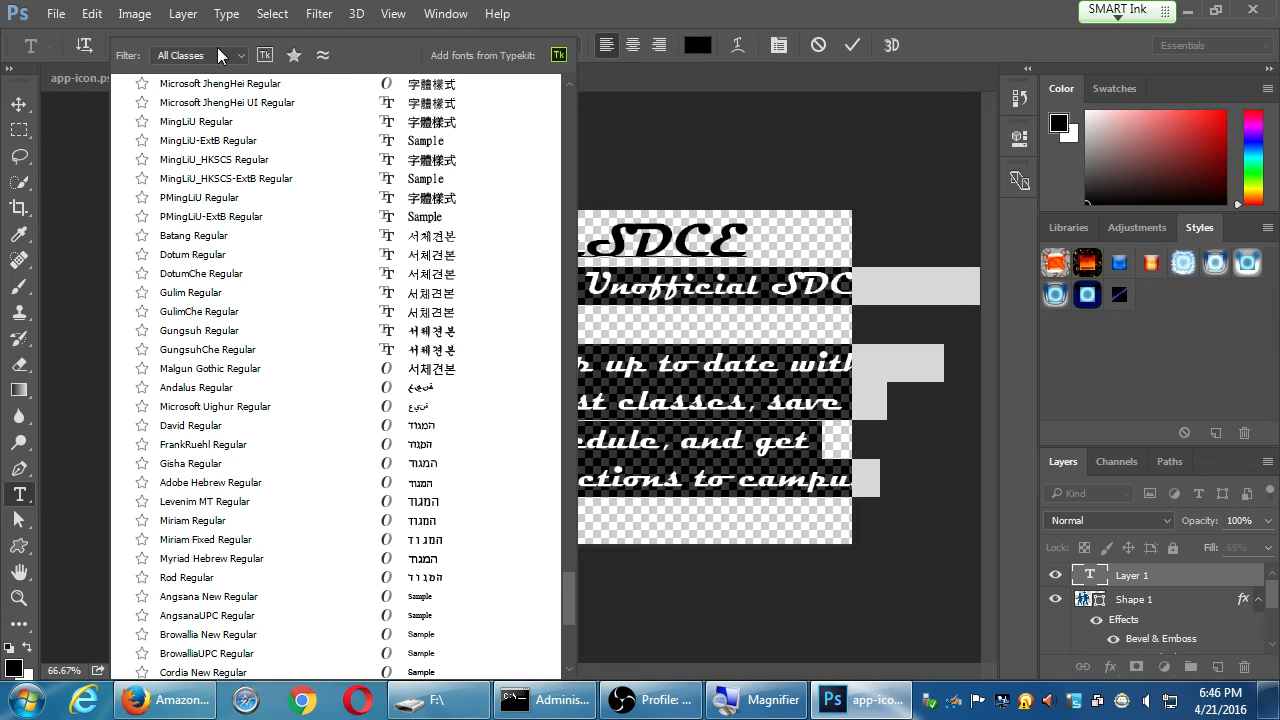 Ps File Edit Image Layer Type Select Filter 3D View Window Help
SMART Ink
Filter: All Classes Tk Add fonts from Typekit: Tk
3D
Essentials
app-icon.ps
Microsoft JhengHei Regular O 字體樣式
Microsoft JhengHei UI Regular 字體樣式
MingLiU Regular 字體樣式
MingLiU-ExtB Regular Sample
MingLiU_HKSCS Regular 字體樣式
MingLiU_HKSCS-ExtB Regular Sample
PMingLiU Regular 字體樣式
PMingLiU-ExtB Regular Sample
Batang Regular 서체견본
Dotum Regular 서체견본
DotumChe Regular 서체견본
Gulim Regular 서체견본
GulimChe Regular 서체견본
Gungsuh Regular 서체견본
GungsuhChe Regular 서체견본
Malgun Gothic Regular O 서체견본
Andalus Regular O
Microsoft Uighur Regular O
David Regular O המגוד
FrankRuehl Regular O המגוד
Gisha Regular O המגוד
Adobe Hebrew Regular O המגוד
Levenim MT Regular O המגוד
Miriam Regular O המגוד
Miriam Fixed Regular O המגוד
Myriad Hebrew Regular O המגוד
Rod Regular O המגוד
Angsana New Regular O Sample
AngsanaUPC Regular O Sample
Browallia New Regular O Sample
BrowalliaUPC Regular O Sample
Cordia New Regular O Sample
SDCE
Unofficial SDC
p up to date with
st classes, save
edule, and get
ctions to campu
Color Swatches
Libraries Adjustments Styles
Layers Channels Paths
Kind
Normal Opacity: 100%
Lock: Fill: 65%
T Layer 1
Shape 1 fx
Effects
Bevel & Emboss
66.67%
Amazon...
F:\
Adminis...
Profile: ...
Magnifier
Ps app-ico...
6:46 PM
4/21/2016